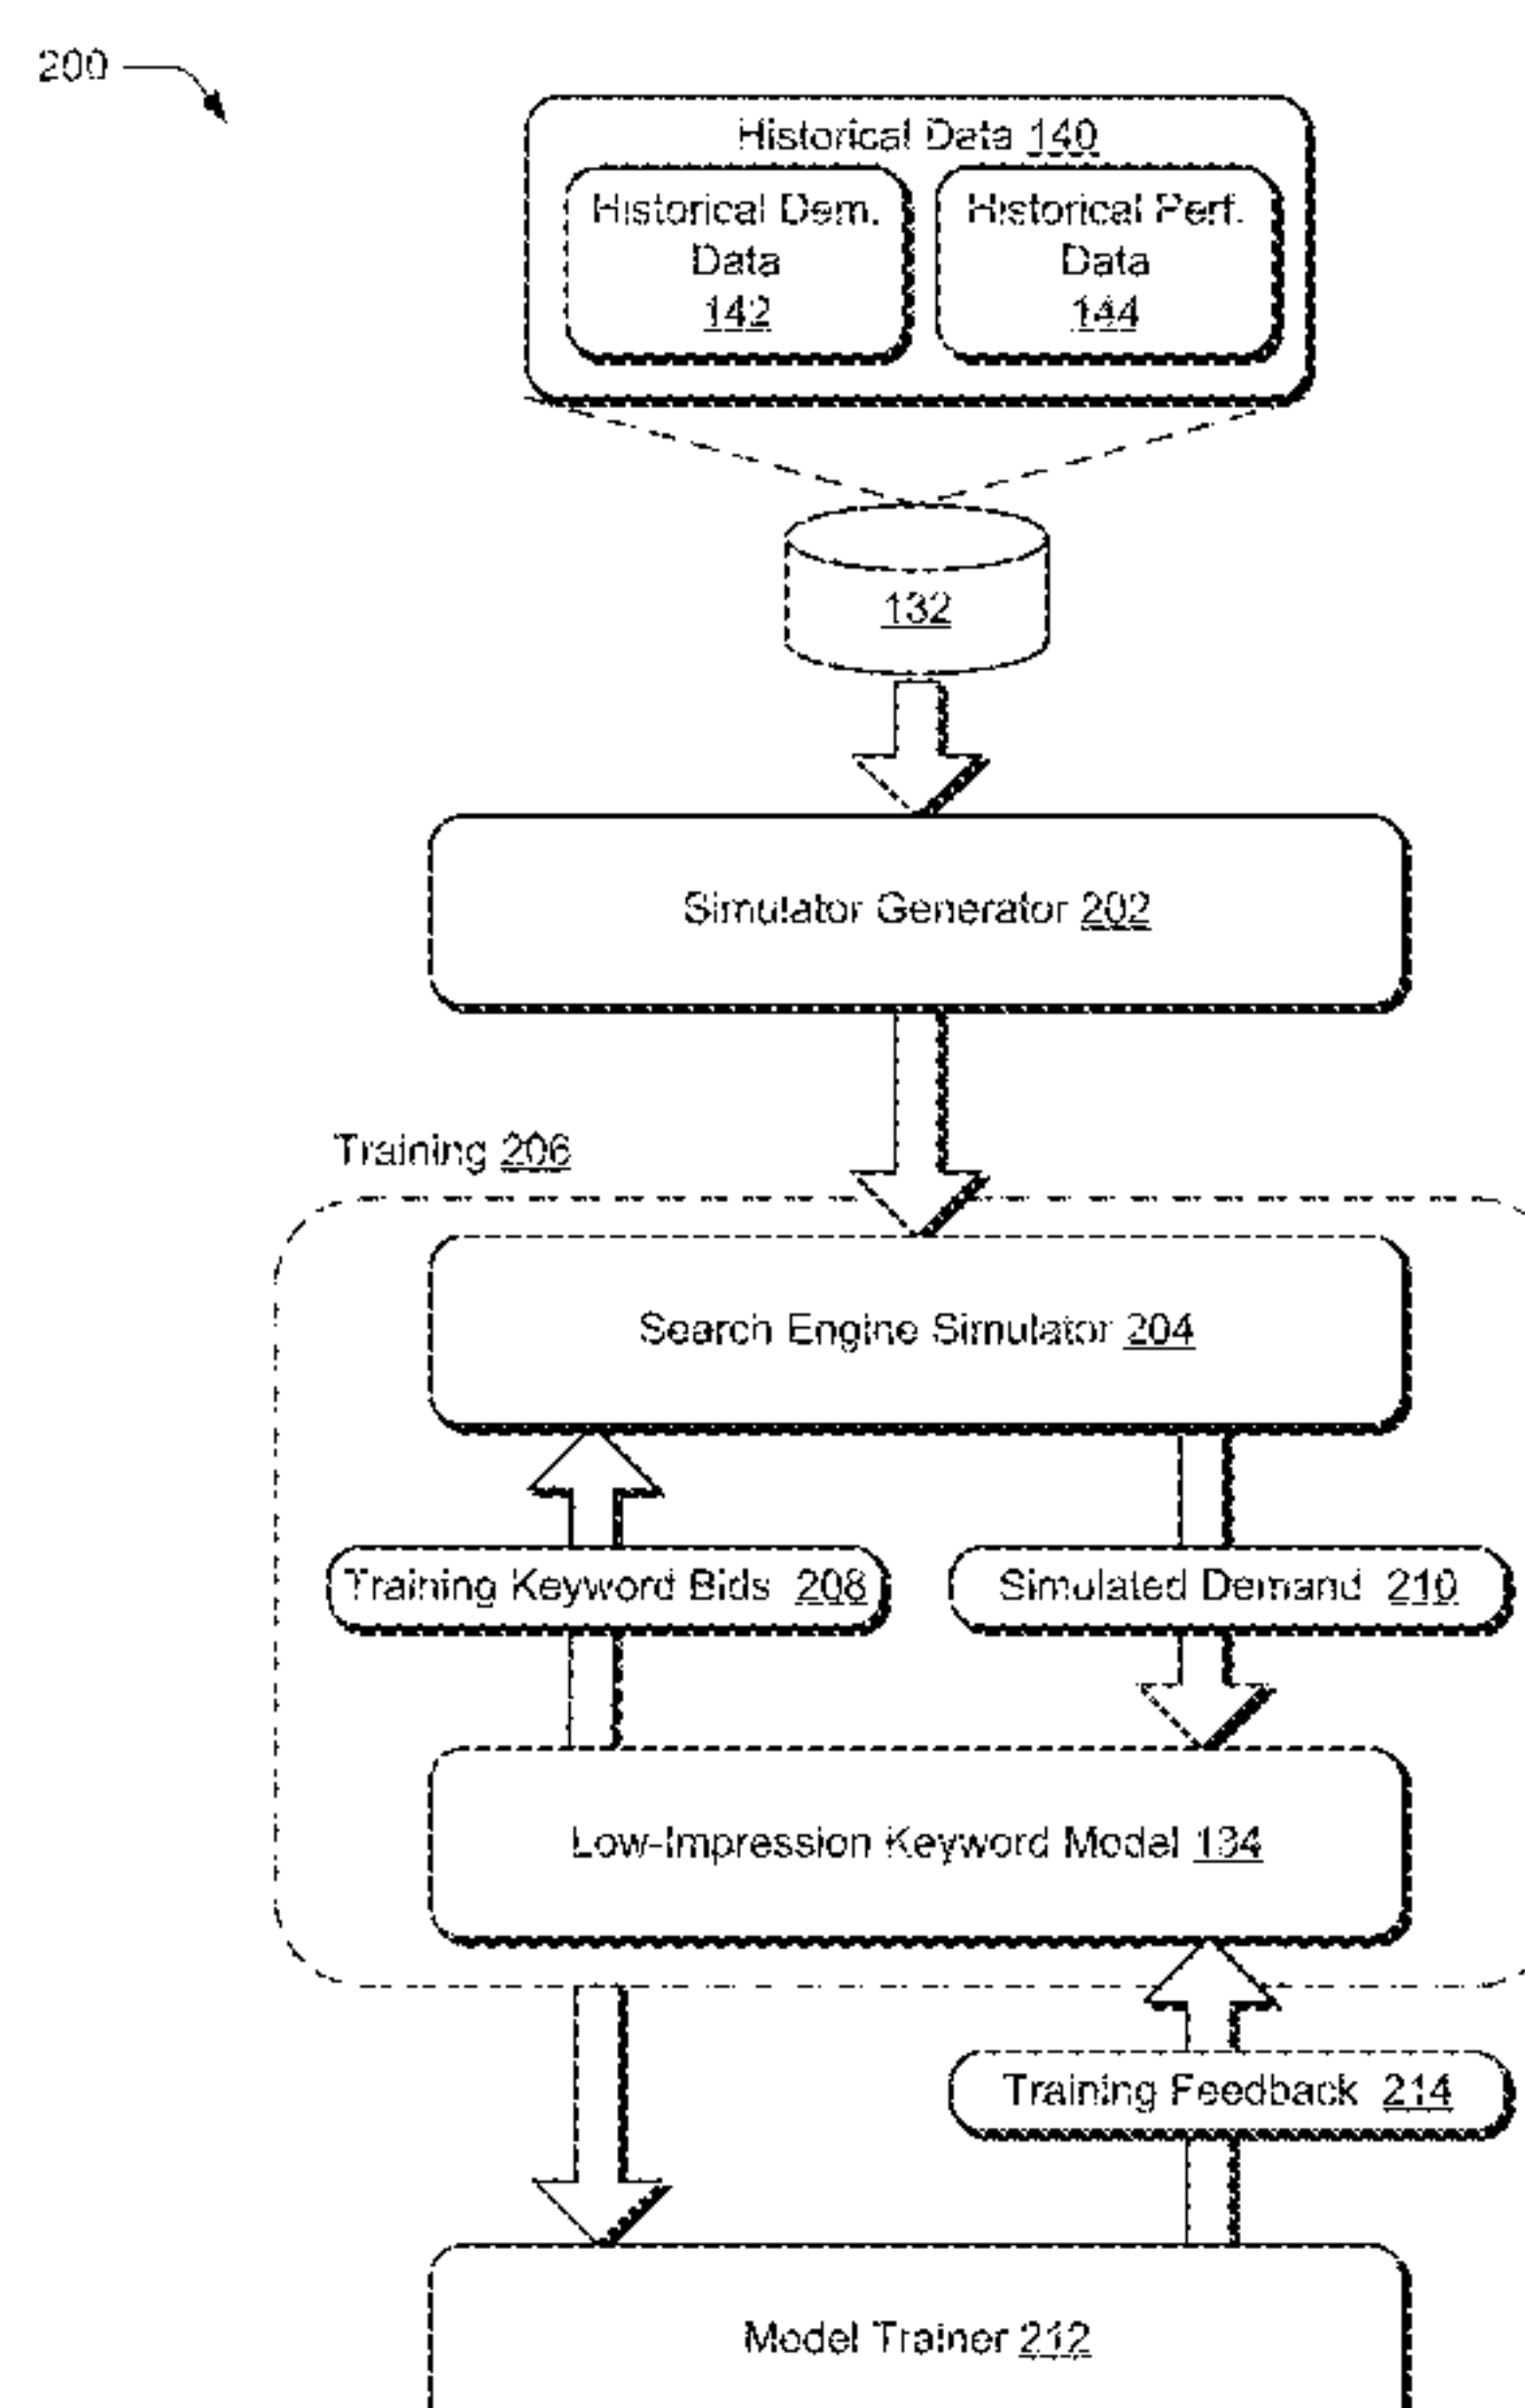 200
Historical Data 140
Historical Dem.
Data
142
Historical Perf.
Data
144
132
Simulator Generator 202
Training 206
Search Engine Simulator 204
Training Keyword Bids 208
Simulated Demand 210
Low-Impression Keyword Model 134
Training Feedback 214
Model Trainer 212